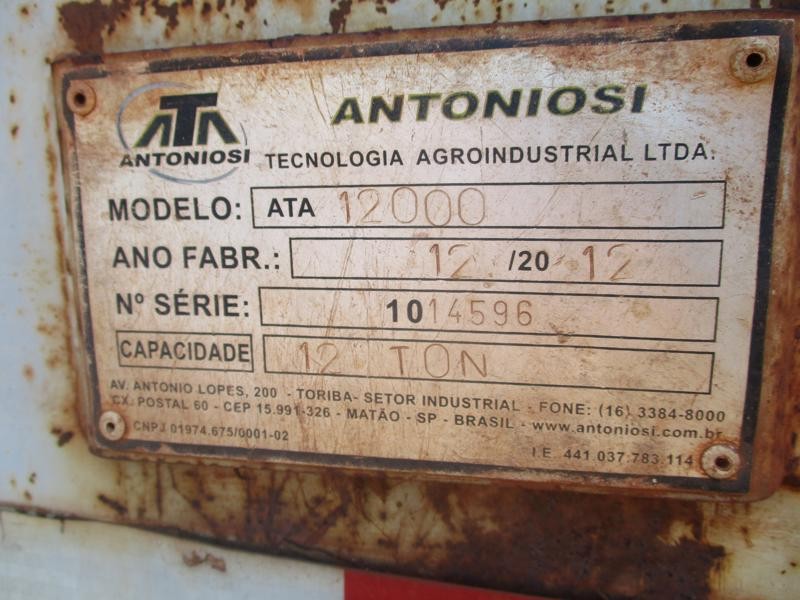 ATA
ANTONIOSI
ANTONIOSI
TECNOLOGIA AGROINDUSTRIAL LTDA.
MODELO: ATA 12000
ANO FABR.: 12 /20 12
Nº SÉRIE: 1014596
CAPACIDADE 12 TON
AV. ANTONIO LOPES, 200 - TORIBA- SETOR INDUSTRIAL - FONE: (16) 3384-8000
CX. POSTAL 60 - CEP 15.991-326 - MATÃO - SP - BRASIL - www.antoniosi.com.br
CNPJ 01974.675/0001-02
I.E. 441.037.783.114